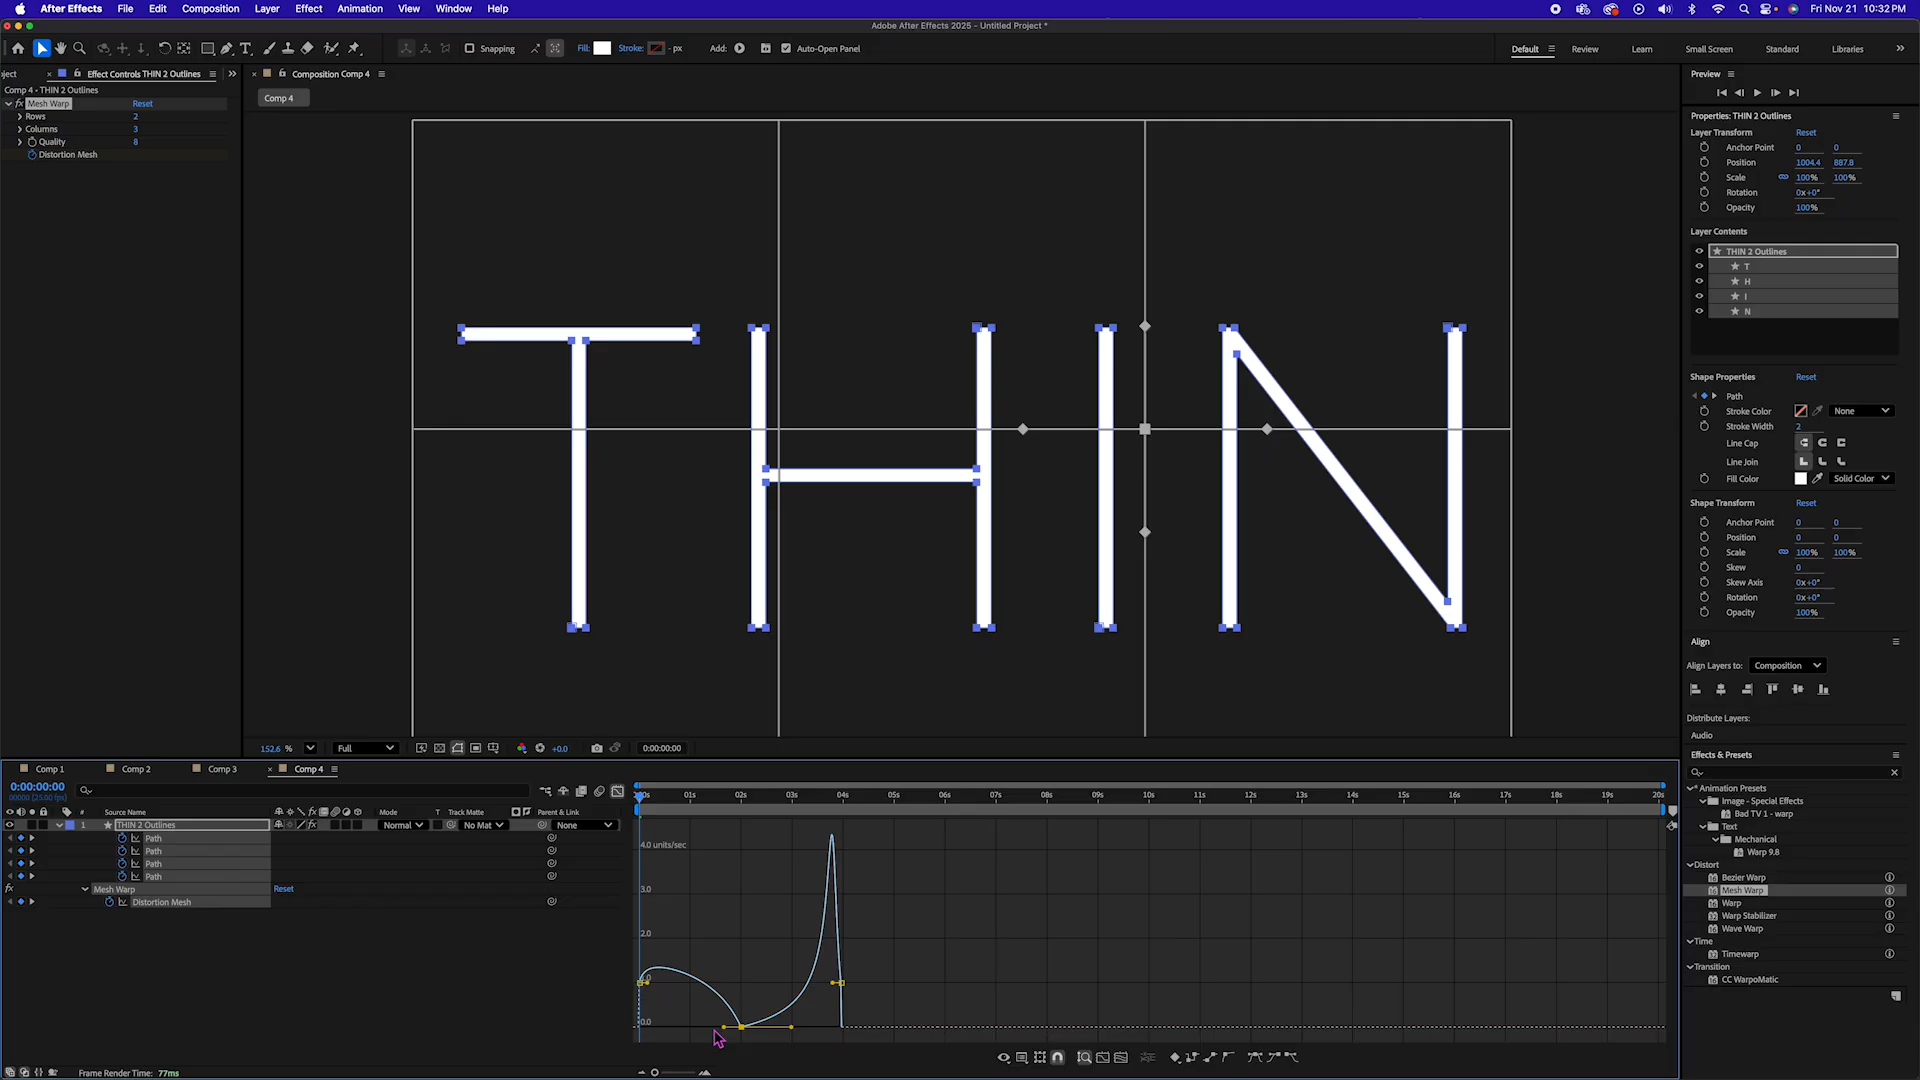 After Effects File Edit Composition Layer Effect Animation View Window Help
Fri Nov 21 10:32 PM
Adobe After Effects 2025 - Untitled Project *
Snapping
Fill: Stroke: - px Add: Auto-Open Panel
Default Review Learn Small Screen Standard Libraries
ject Effect Controls THIN 2 Outlines
Comp 4 • THIN 2 Outlines
Mesh Warp Reset
Rows 2
Columns 3
Quality 8
Distortion Mesh
Composition Comp 4
Comp 4
THIN
152.6 % Full +0.0 0:00:00:00
Preview
Properties: THIN 2 Outlines
Layer Transform Reset
Anchor Point 0 0
Position 1004.4 887.8
Scale 100% 100%
Rotation 0x+0°
Opacity 100%
Layer Contents
THIN 2 Outlines
T
H
I
N
Shape Properties Reset
Path
Stroke Color None
Stroke Width 2
Line Cap
Line Join
Fill Color Solid Color
Shape Transform Reset
Anchor Point 0 0
Position 0 0
Scale 100% 100%
Skew 0
Skew Axis 0x+0°
Rotation 0x+0°
Opacity 100%
Align
Align Layers to: Composition
Distribute Layers:
Audio
Effects & Presets
* Animation Presets
Image - Special Effects
Bad TV 1 - warp
Text
Mechanical
Warp 9.8
Distort
Bezier Warp
Mesh Warp
Warp
Warp Stabilizer
Wave Warp
Time
Timewarp
Transition
CC WarpoMatic
Comp 1 Comp 2 Comp 3 Comp 4
0:00:00:00
00000 (25.00 fps)
# Source Name Mode T Track Matte Parent & Link
1 THIN 2 Outlines Normal No Mat None
Path
Path
Path
Path
Mesh Warp Reset
Distortion Mesh
01s 02s 03s 04s 05s 06s 07s 08s 09s 10s 11s 12s 13s 14s 15s 16s 17s 18s 19s 20s
4.0 units/sec
3.0
2.0
0.0
Frame Render Time: 77ms